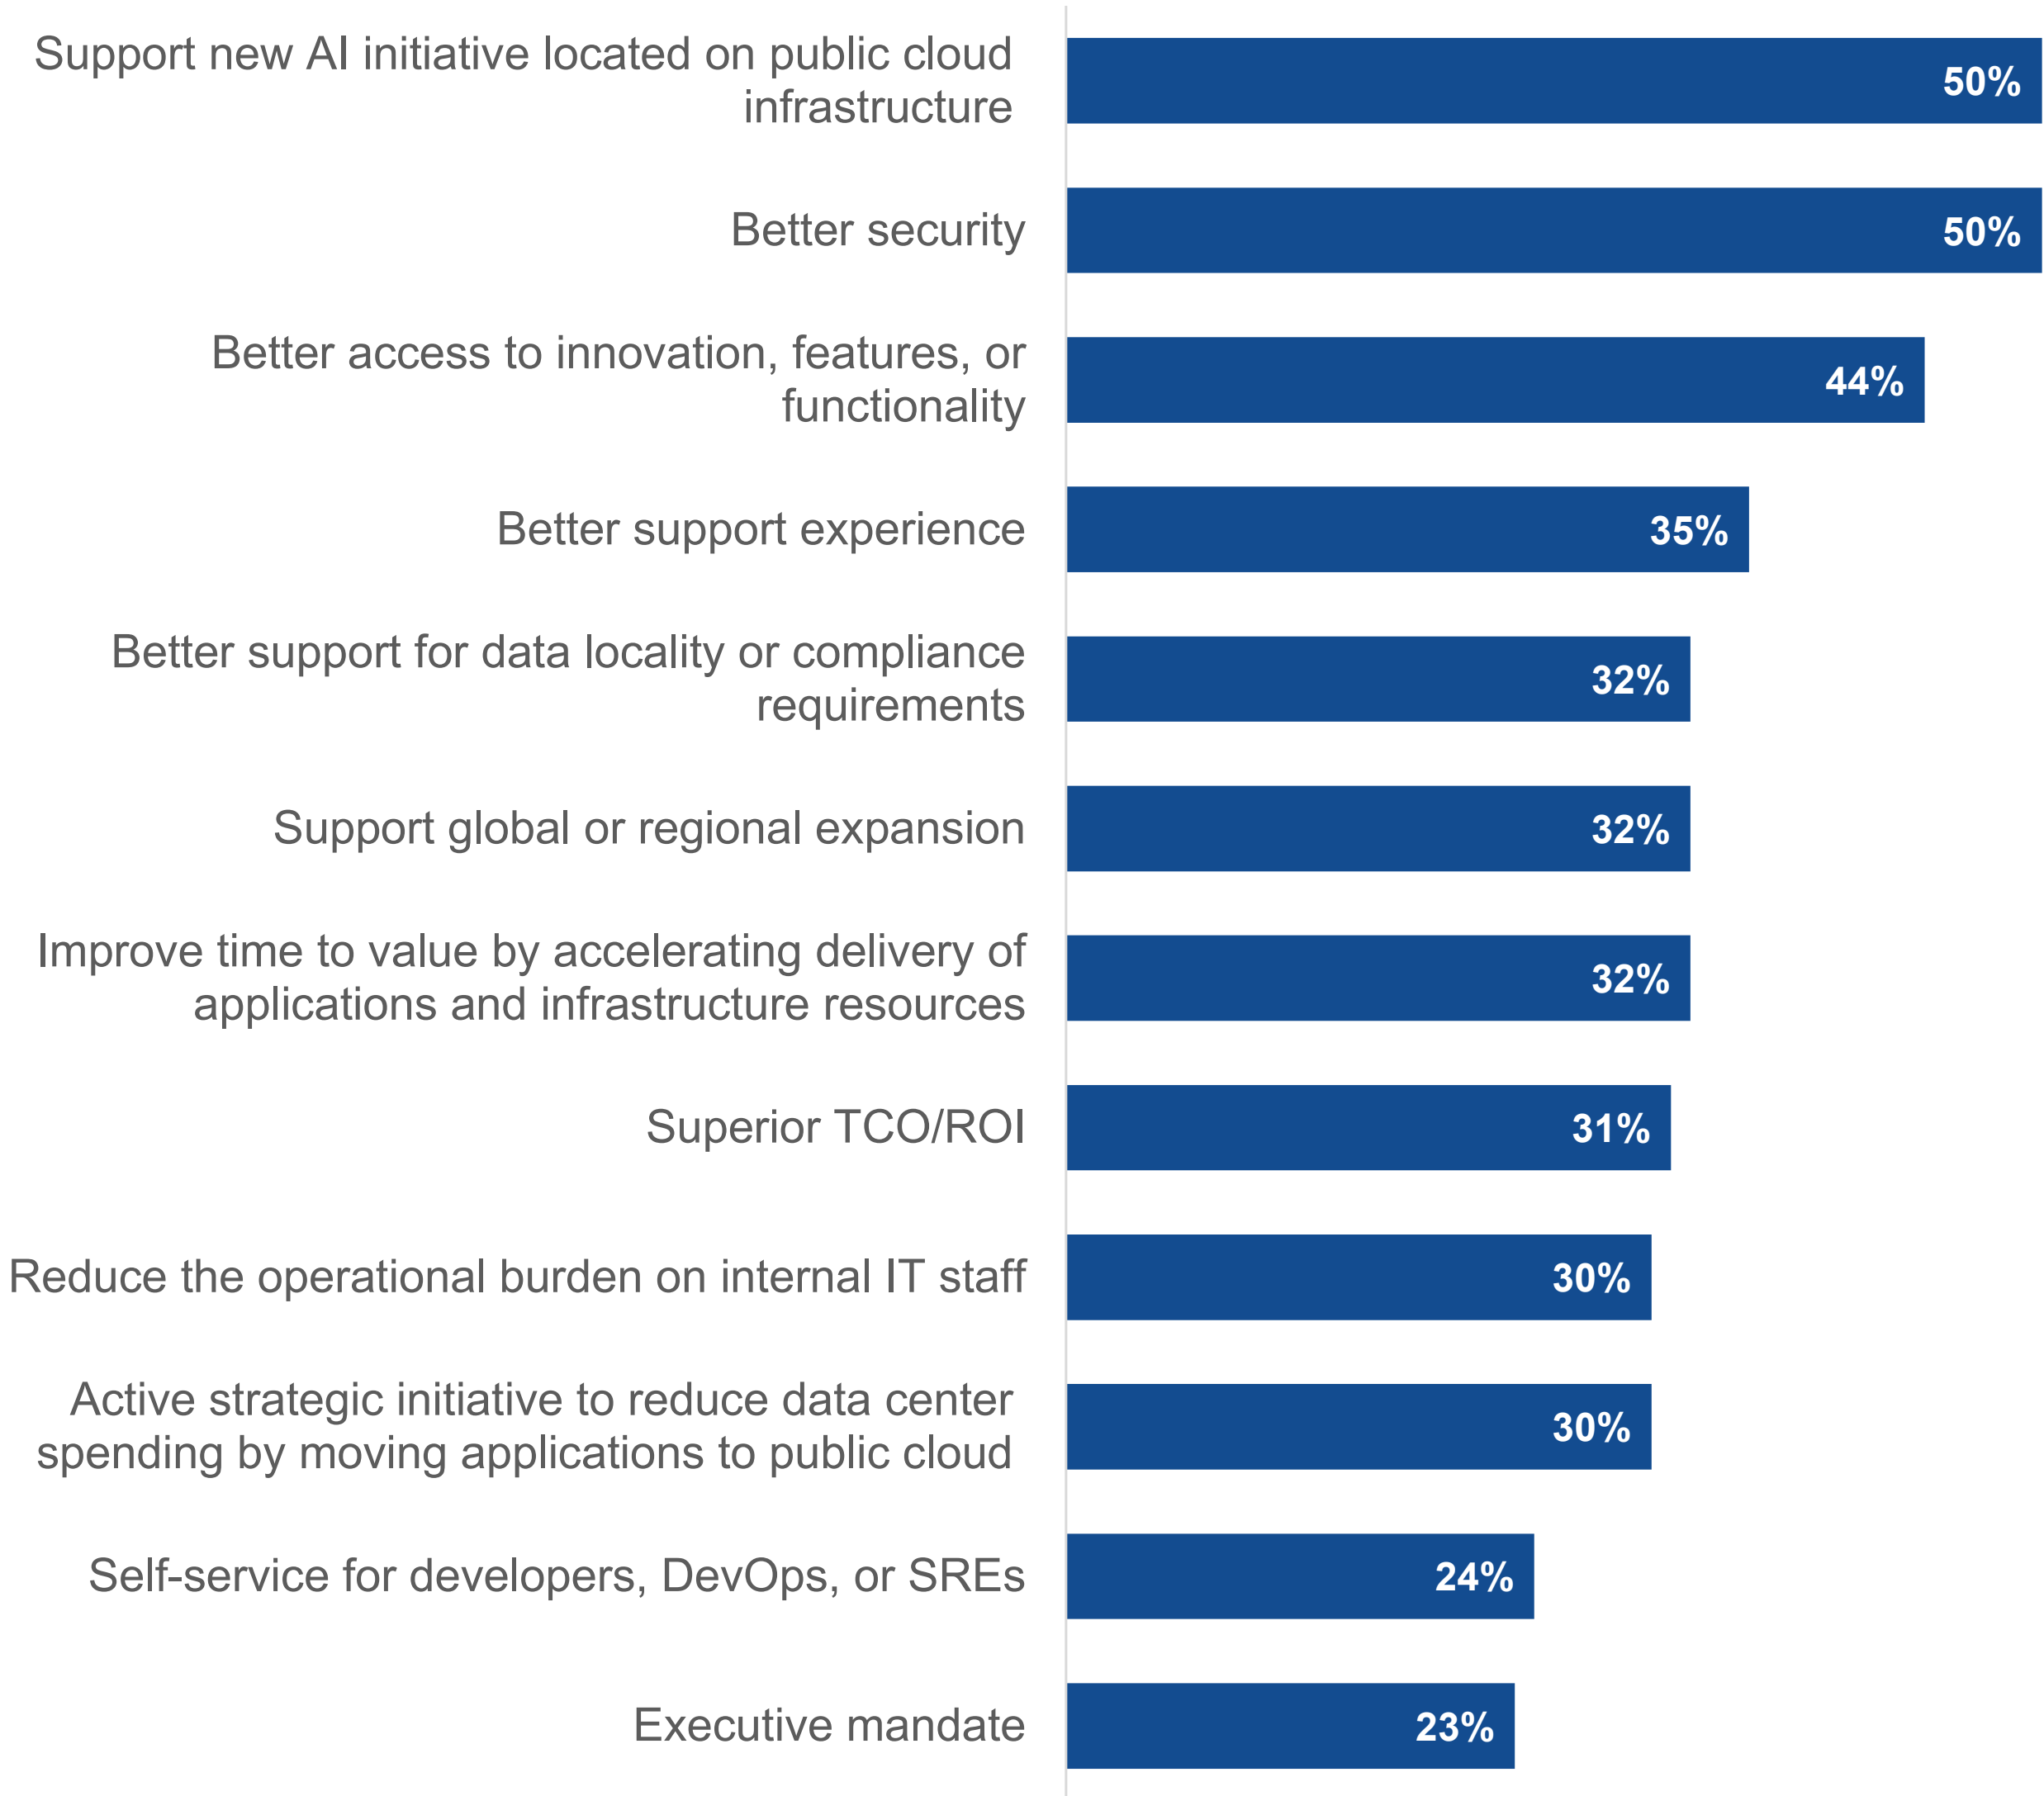 Support new AI initiative located on public cloud
infrastructure
50%
Better security
50%
Better access to innovation, features, or
functionality
44%
Better support experience
35%
Better support for data locality or compliance
requirements
32%
Support global or regional expansion
32%
Improve time to value by accelerating delivery of
applications and infrastructure resources
32%
Superior TCO/ROI
31%
Reduce the operational burden on internal IT staff
30%
Active strategic initiative to reduce data center
spending by moving applications to public cloud
30%
Self-service for developers, DevOps, or SREs
24%
Executive mandate
23%